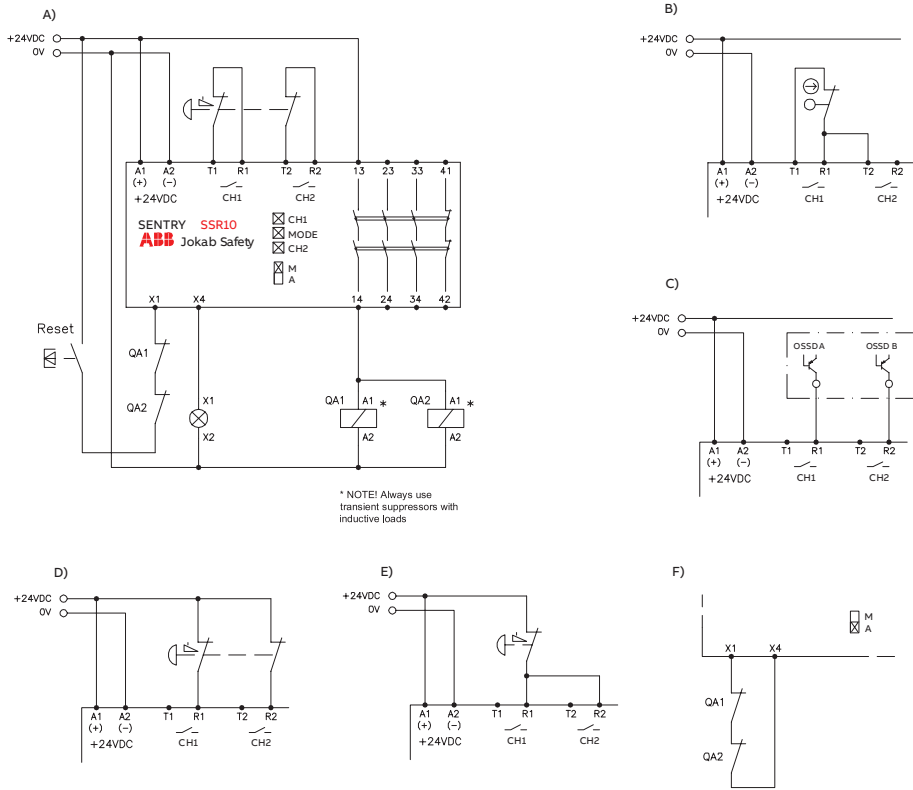 A)
+24VDC
0V
A1 A2 T1 R1 T2 R2 13 23 33 41
(+) (-) CH1 CH2
+24VDC
SENTRY SSR10
ABB Jokab Safety
CH1
MODE
CH2
M
A
X1 X4 14 24 34 42
Reset
QA1
QA2
X1
X2
QA1 A1 * QA2 A1 *
A2 A2
* NOTE! Always use
transient suppressors with
inductive loads
B)
+24VDC
0V
A1 A2 T1 R1 T2 R2
(+) (-) CH1 CH2
+24VDC
C)
+24VDC
0V
OSSD A OSSD B
A1 A2 T1 R1 T2 R2
(+) (-) CH1 CH2
+24VDC
D)
+24VDC
0V
A1 A2 T1 R1 T2 R2
(+) (-) CH1 CH2
+24VDC
E)
+24VDC
0V
A1 A2 T1 R1 T2 R2
(+) (-) CH1 CH2
+24VDC
F)
M
A
X1 X4
QA1
QA2